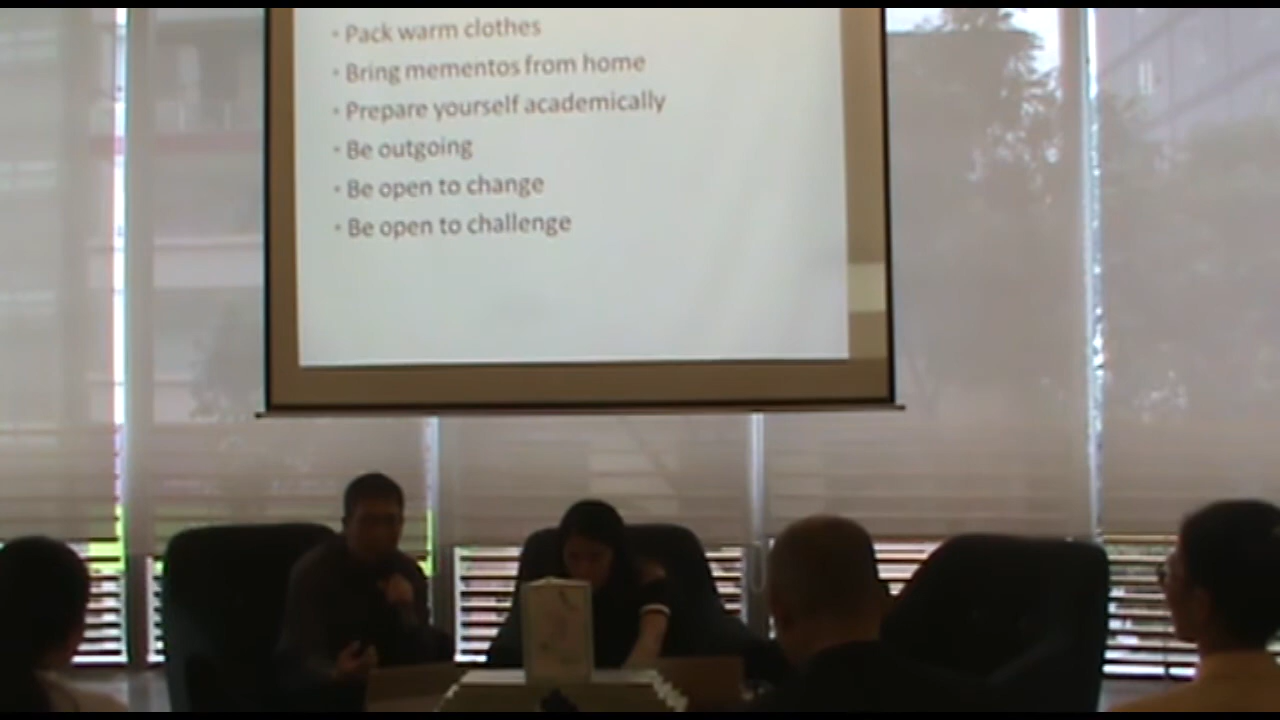 • Pack warm clothes
• Bring mementos from home
• Prepare yourself academically
• Be outgoing
• Be open to change
• Be open to challenge